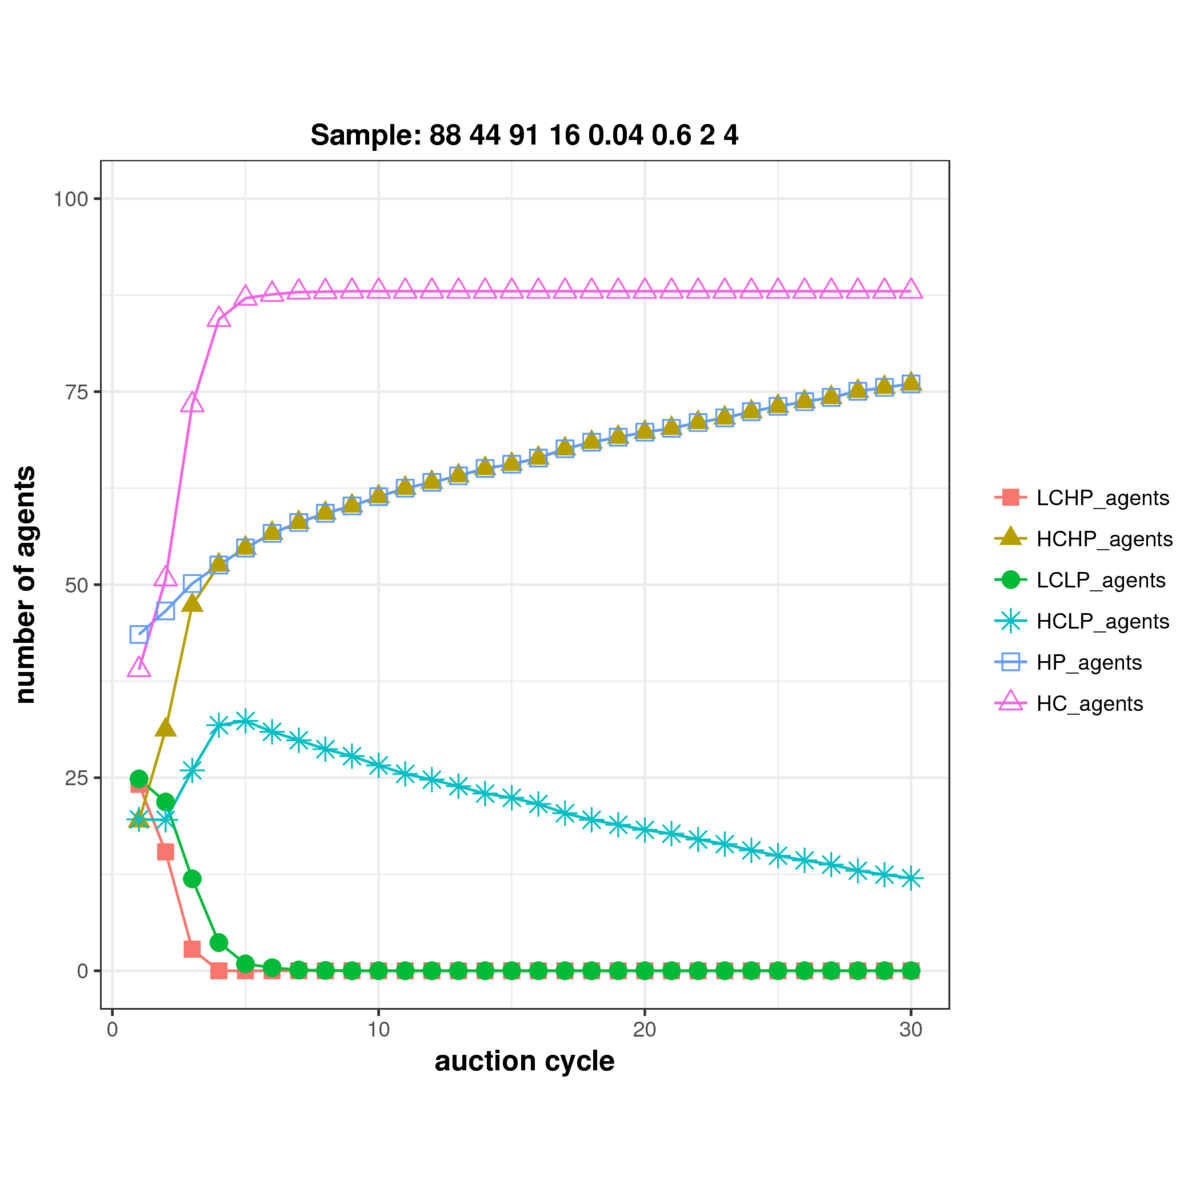 Sample: 88 44 91 16 0.04 0.6 2 4
100
75
50
25
0
0 10 20 30
number of agents
auction cycle
LCHP_agents
HCHP_agents
LCLP_agents
HCLP_agents
HP_agents
HC_agents